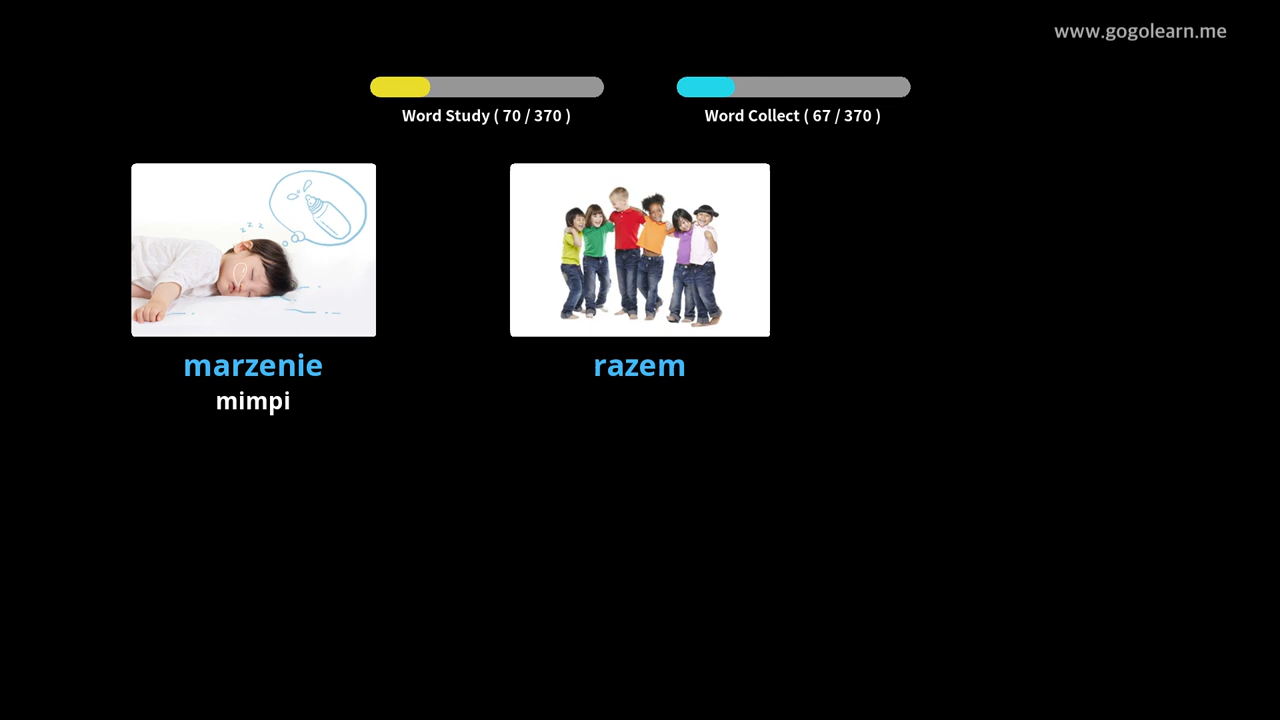 www.gogolearn.me
Word Study ( 70 / 370 )
Word Collect ( 67 / 370 )
z z z z
marzenie
mimpi
razem